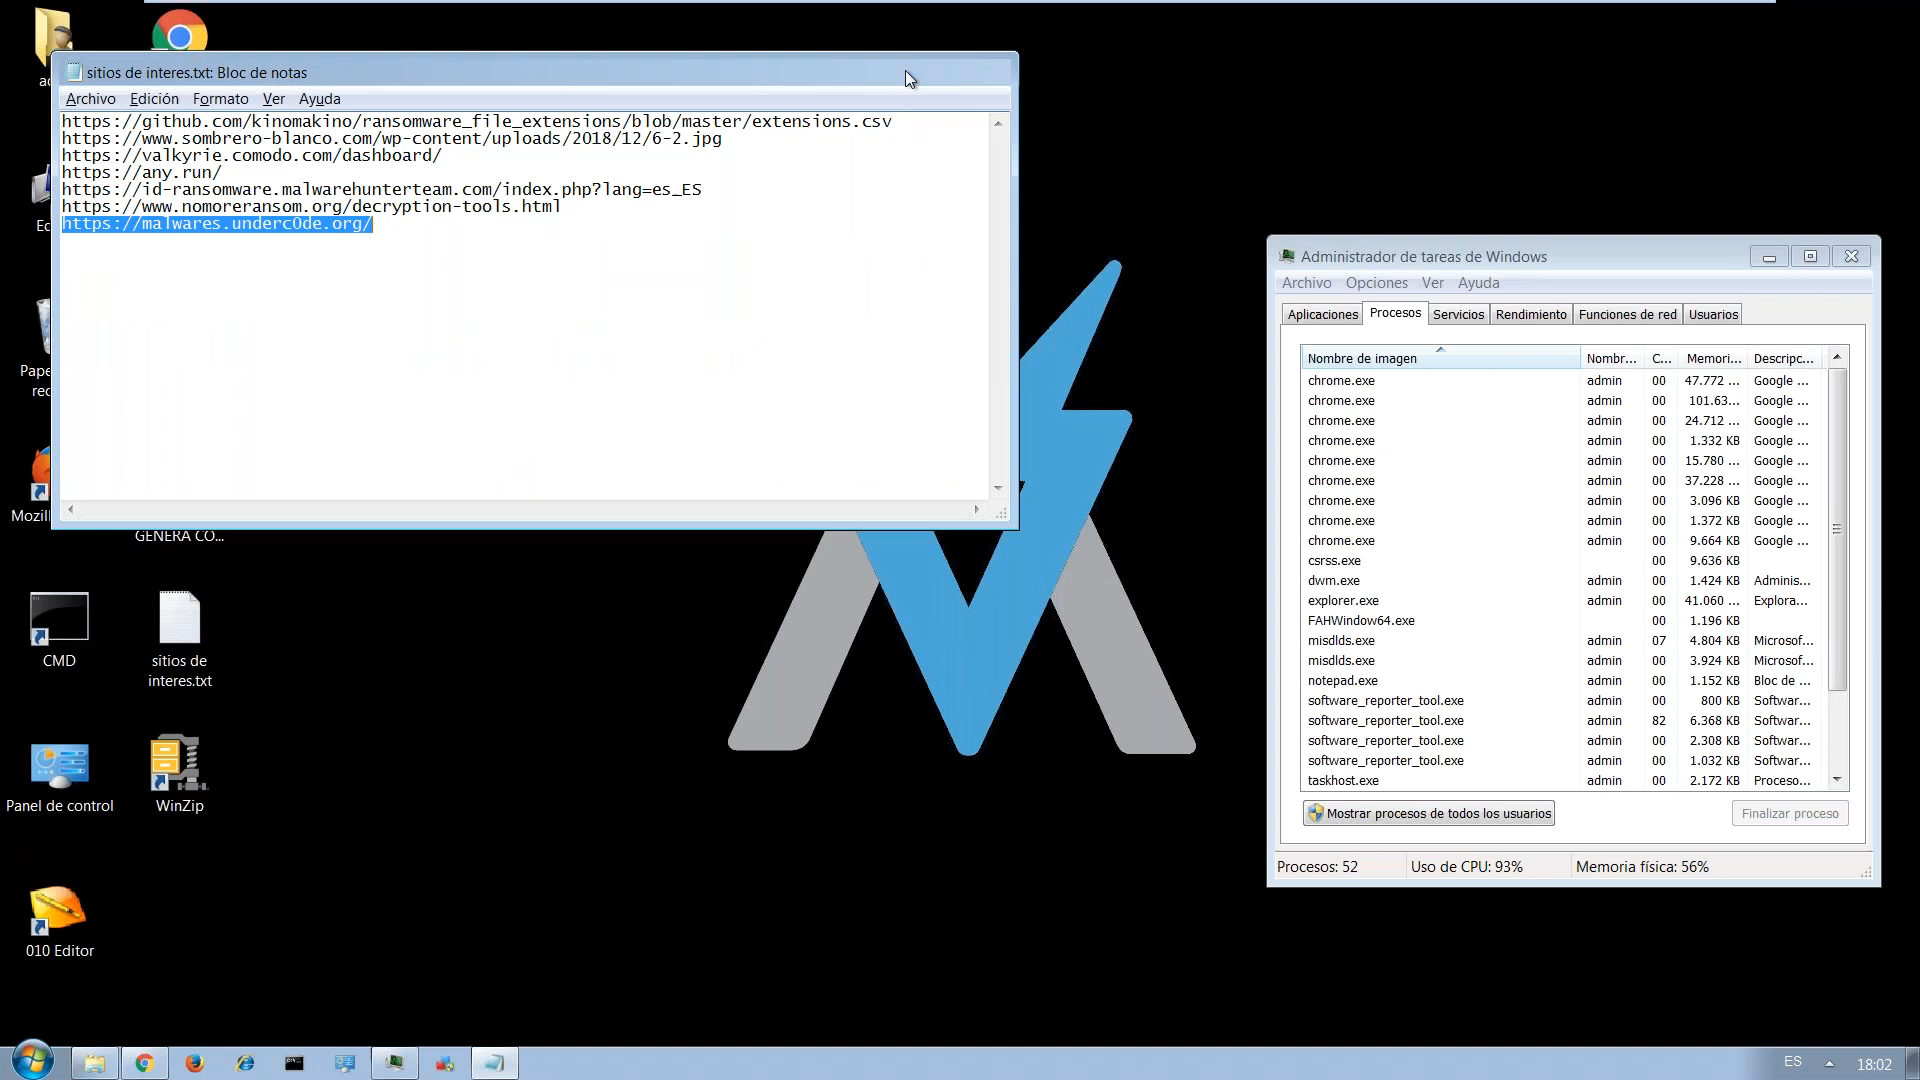 sitios de interes.txt: Bloc de notas
Archivo Edición Formato Ver Ayuda
https://github.com/kinomakino/ransomware_file_extensions/blob/master/extensions.csv
https://www.sombrero-blanco.com/wp-content/uploads/2018/12/6-2.jpg
https://valkyrie.comodo.com/dashboard/
https://any.run/
https://id-ransomware.malwarehunterteam.com/index.php?lang=es_ES
https://www.nomoreransom.org/decryption-tools.html
https://malwares.underc0de.org/
GENERA CO...
CMD
sitios de
interes.txt
Panel de control
WinZip
010 Editor
Administrador de tareas de Windows
Archivo Opciones Ver Ayuda
Aplicaciones Procesos Servicios Rendimiento Funciones de red Usuarios
Nombre de imagen Nombr... C... Memori... Descripc...
chrome.exe admin 00 47.772 ... Google ...
chrome.exe admin 00 101.63... Google ...
chrome.exe admin 00 24.712 ... Google ...
chrome.exe admin 00 1.332 KB Google ...
chrome.exe admin 00 15.780 ... Google ...
chrome.exe admin 00 37.228 ... Google ...
chrome.exe admin 00 3.096 KB Google ...
chrome.exe admin 00 1.372 KB Google ...
chrome.exe admin 00 9.664 KB Google ...
csrss.exe 00 9.636 KB
dwm.exe admin 00 1.424 KB Adminis...
explorer.exe admin 00 41.060 ... Explora...
FAHWindow64.exe 00 1.196 KB
misdlds.exe admin 07 4.804 KB Microsof...
misdlds.exe admin 00 3.924 KB Microsof...
notepad.exe admin 00 1.152 KB Bloc de ...
software_reporter_tool.exe admin 00 800 KB Softwar...
software_reporter_tool.exe admin 82 6.368 KB Softwar...
software_reporter_tool.exe admin 00 2.308 KB Softwar...
software_reporter_tool.exe admin 00 1.032 KB Softwar...
taskhost.exe admin 00 2.172 KB Proceso...
Mostrar procesos de todos los usuarios Finalizar proceso
Procesos: 52 Uso de CPU: 93% Memoria física: 56%
ES 18:02